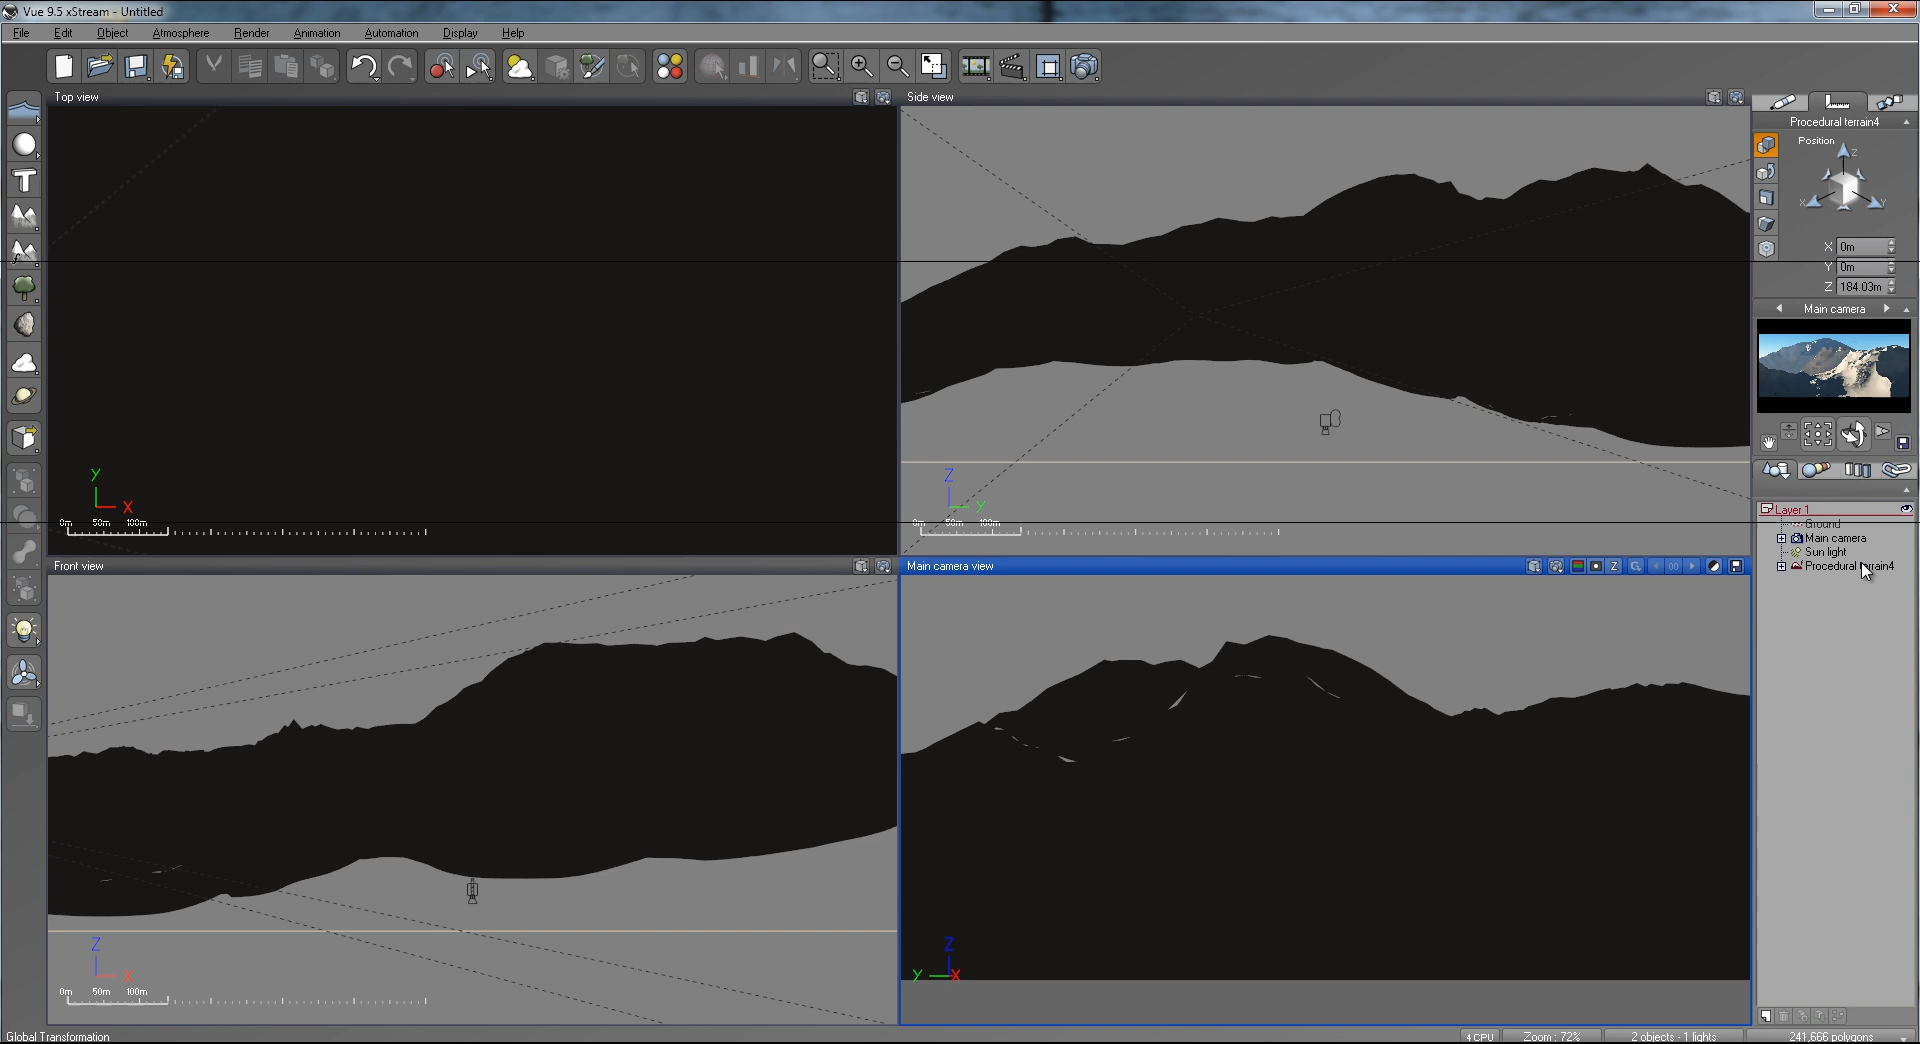 Vue 9.5 xStream - Untitled
File Edit Object Atmosphere Render Animation Automation Display Help
Top view
Side view
Procedural terrain4
Position
Z
X
Y
X 0m
Y 0m
Z 184.03m
Main camera
Y
X
0m 50m 100m
Z
Y
0m 50m 100m
Layer 1
Ground
Main camera
Sun light
Procedural terrain4
Front view
Main camera view
Z
G
00
Z
X
0m 50m 100m
Z
Y
X
Global Transformation
4 CPU
Zoom : 72%
2 objects - 1 lights
241,666 polygons